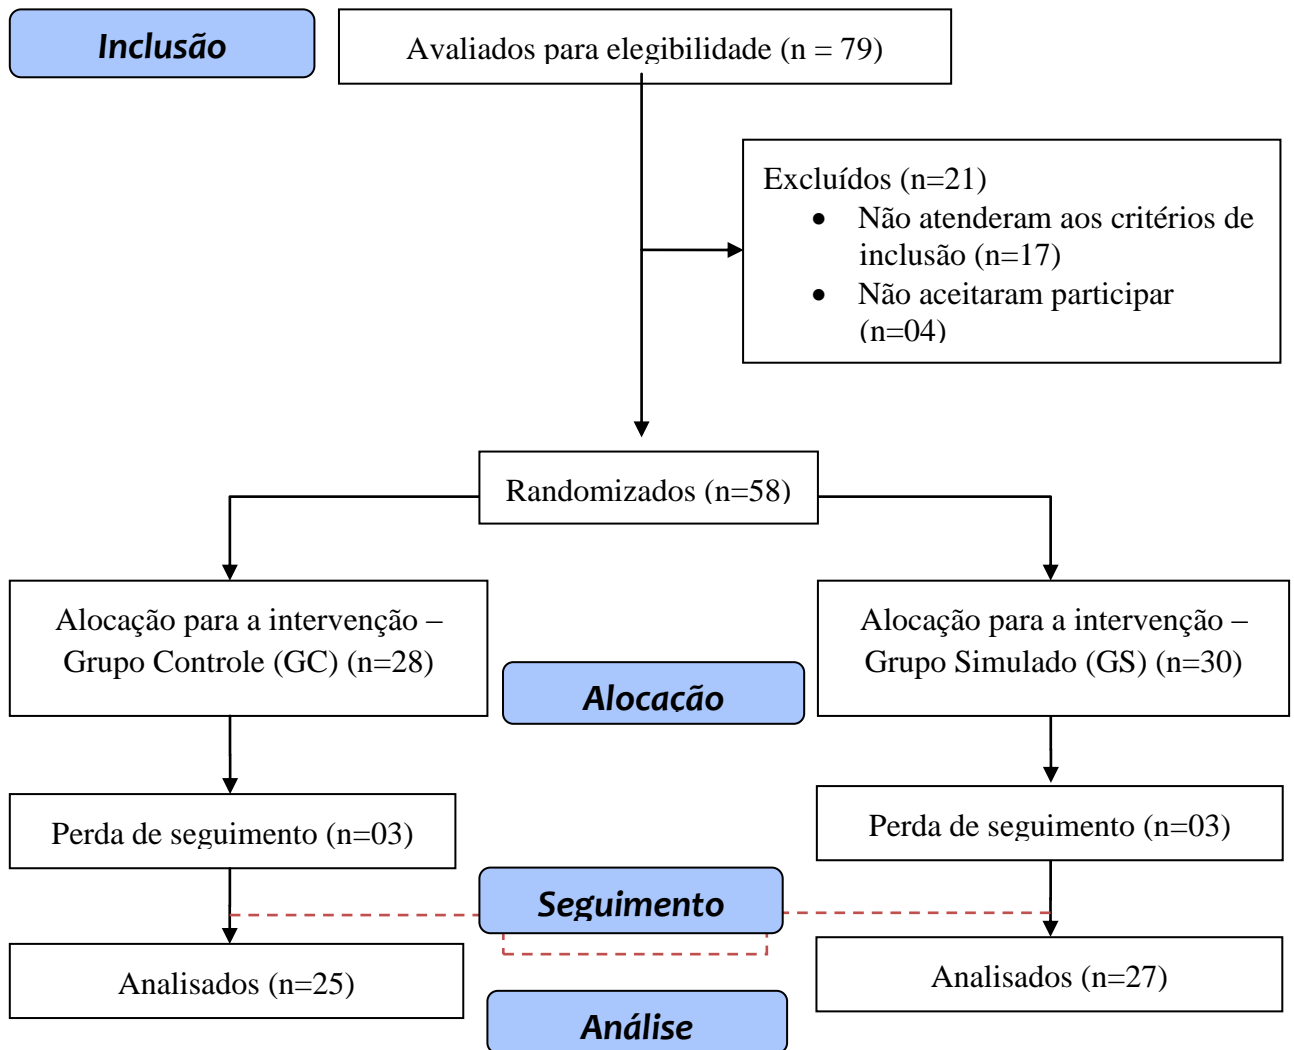 Inclusão
Avaliados para elegibilidade (n = 79)
Excluídos (n=21)
• Não atenderam aos critérios de
inclusão (n=17)
• Não aceitaram participar
(n=04)
Randomizados (n=58)
Alocação para a intervenção –
Grupo Controle (GC) (n=28)
Alocação para a intervenção –
Grupo Simulado (GS) (n=30)
Alocação
Perda de seguimento (n=03)
Perda de seguimento (n=03)
Seguimento
Analisados (n=25)
Analisados (n=27)
Análise